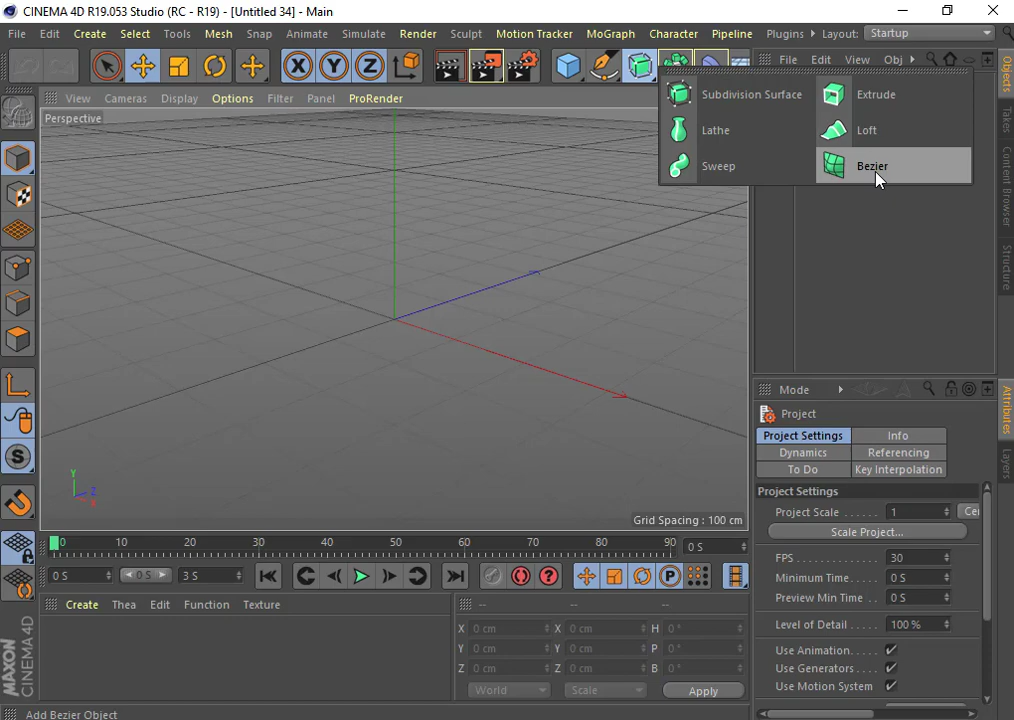 CINEMA 4D R19.053 Studio (RC - R19) - [Untitled 34] - Main
File Edit Create Select Tools Mesh Snap Animate Simulate Render Sculpt Motion Tracker MoGraph Character Pipeline Plugins Layout: Startup
X Y Z
File Edit View Obj
View Cameras Display Options Filter Panel ProRender
Perspective
Subdivision Surface Extrude
Lathe Loft
Sweep Bezier
Objects
Takes
Content Browser
Structure
Y
Z
X
Grid Spacing : 100 cm
Mode
Project
Project Settings Info
Dynamics Referencing
To Do Key Interpolation
Project Settings
Project Scale 1 Cen
Scale Project...
FPS 30
Minimum Time 0 S
Preview Min Time 0 S
Level of Detail 100 %
Use Animation
Use Generators
Use Motion System
Attributes
Layers
0 10 20 30 40 50 60 70 80 90 0 S
0 S 0 S 3 S
Create Thea Edit Function Texture
-- -- --
X 0 cm X 0 cm H 0 °
Y 0 cm Y 0 cm P 0 °
Z 0 cm Z 0 cm B 0 °
World Scale Apply
MAXON
CINEMA 4D
Add Bezier Object